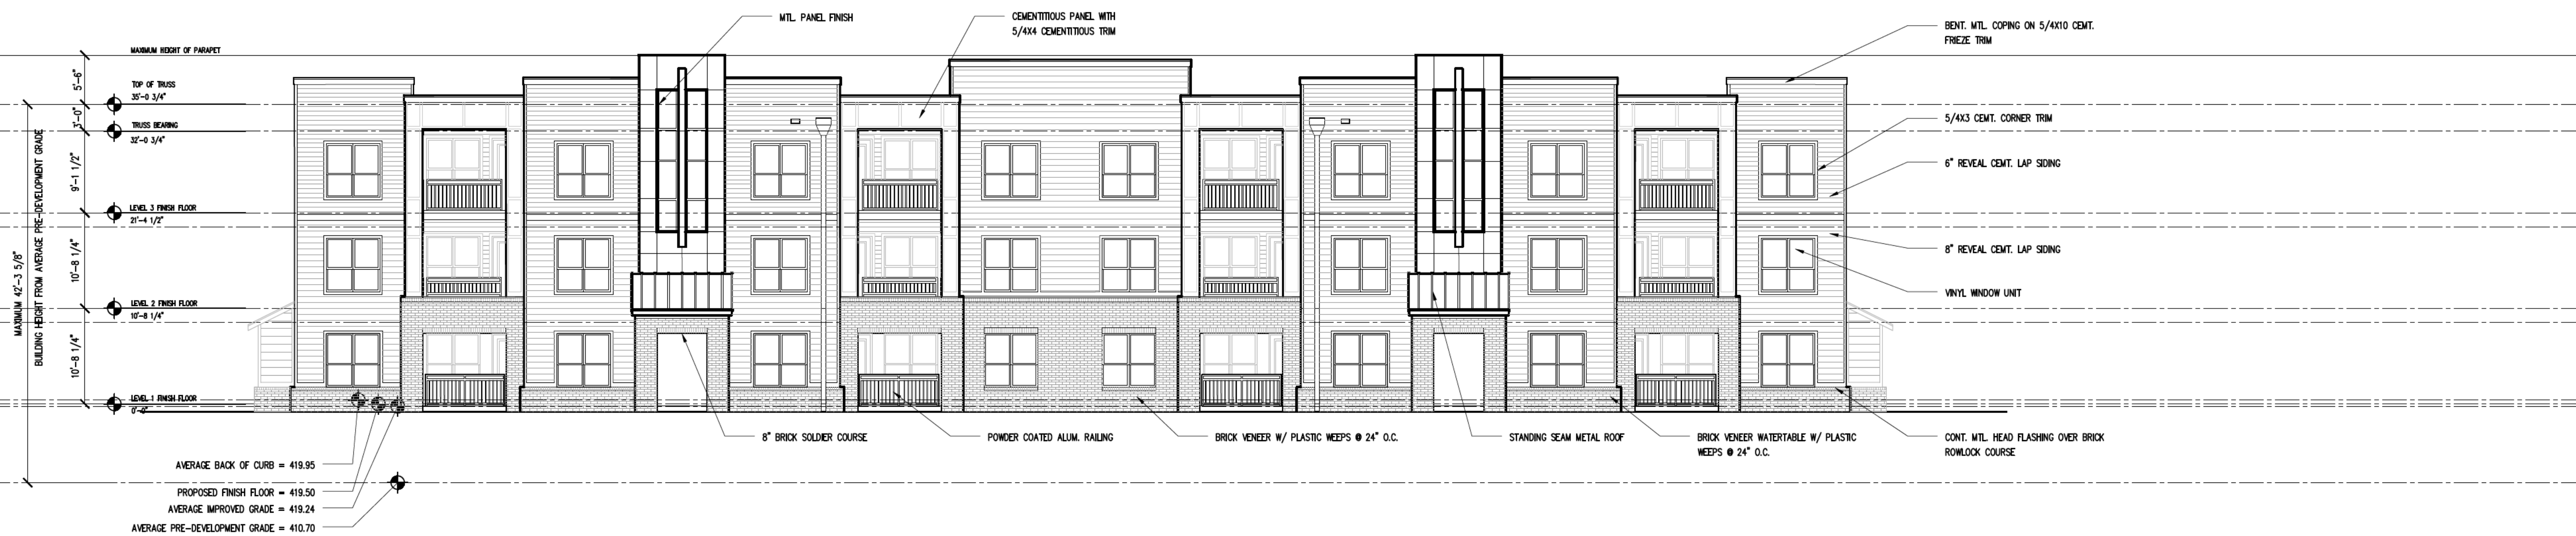 MTL. PANEL FINISH
CEMENTITIOUS PANEL WITH
5/4X4 CEMENTITIOUS TRIM
BENT. MTL. COPING ON 5/4X10 CEMT.
FRIEZE TRIM
MAXIMUM HEIGHT OF PARAPET
5'-6"
TOP OF TRUSS
35'-0 3/4"
3'-0"
TRUSS BEARING
32'-0 3/4"
5/4X3 CEMT. CORNER TRIM
6" REVEAL CEMT. LAP SIDING
9'-1 1/2"
LEVEL 3 FINISH FLOOR
21'-4 1/2"
8" REVEAL CEMT. LAP SIDING
10'-8 1/4"
MAXIMUM 42'-3 5/8"
BUILDING HEIGHT FROM AVERAGE PRE-DEVELOPMENT GRADE
VINYL WINDOW UNIT
LEVEL 2 FINISH FLOOR
10'-8 1/4"
10'-8 1/4"
LEVEL 1 FINISH FLOOR
0'-0"
8" BRICK SOLDIER COURSE
POWDER COATED ALUM. RAILING
BRICK VENEER W/ PLASTIC WEEPS @ 24" O.C.
STANDING SEAM METAL ROOF
BRICK VENEER WATERTABLE W/ PLASTIC
WEEPS @ 24" O.C.
CONT. MTL. HEAD FLASHING OVER BRICK
ROWLOCK COURSE
AVERAGE BACK OF CURB = 419.95
PROPOSED FINISH FLOOR = 419.50
AVERAGE IMPROVED GRADE = 419.24
AVERAGE PRE-DEVELOPMENT GRADE = 410.70